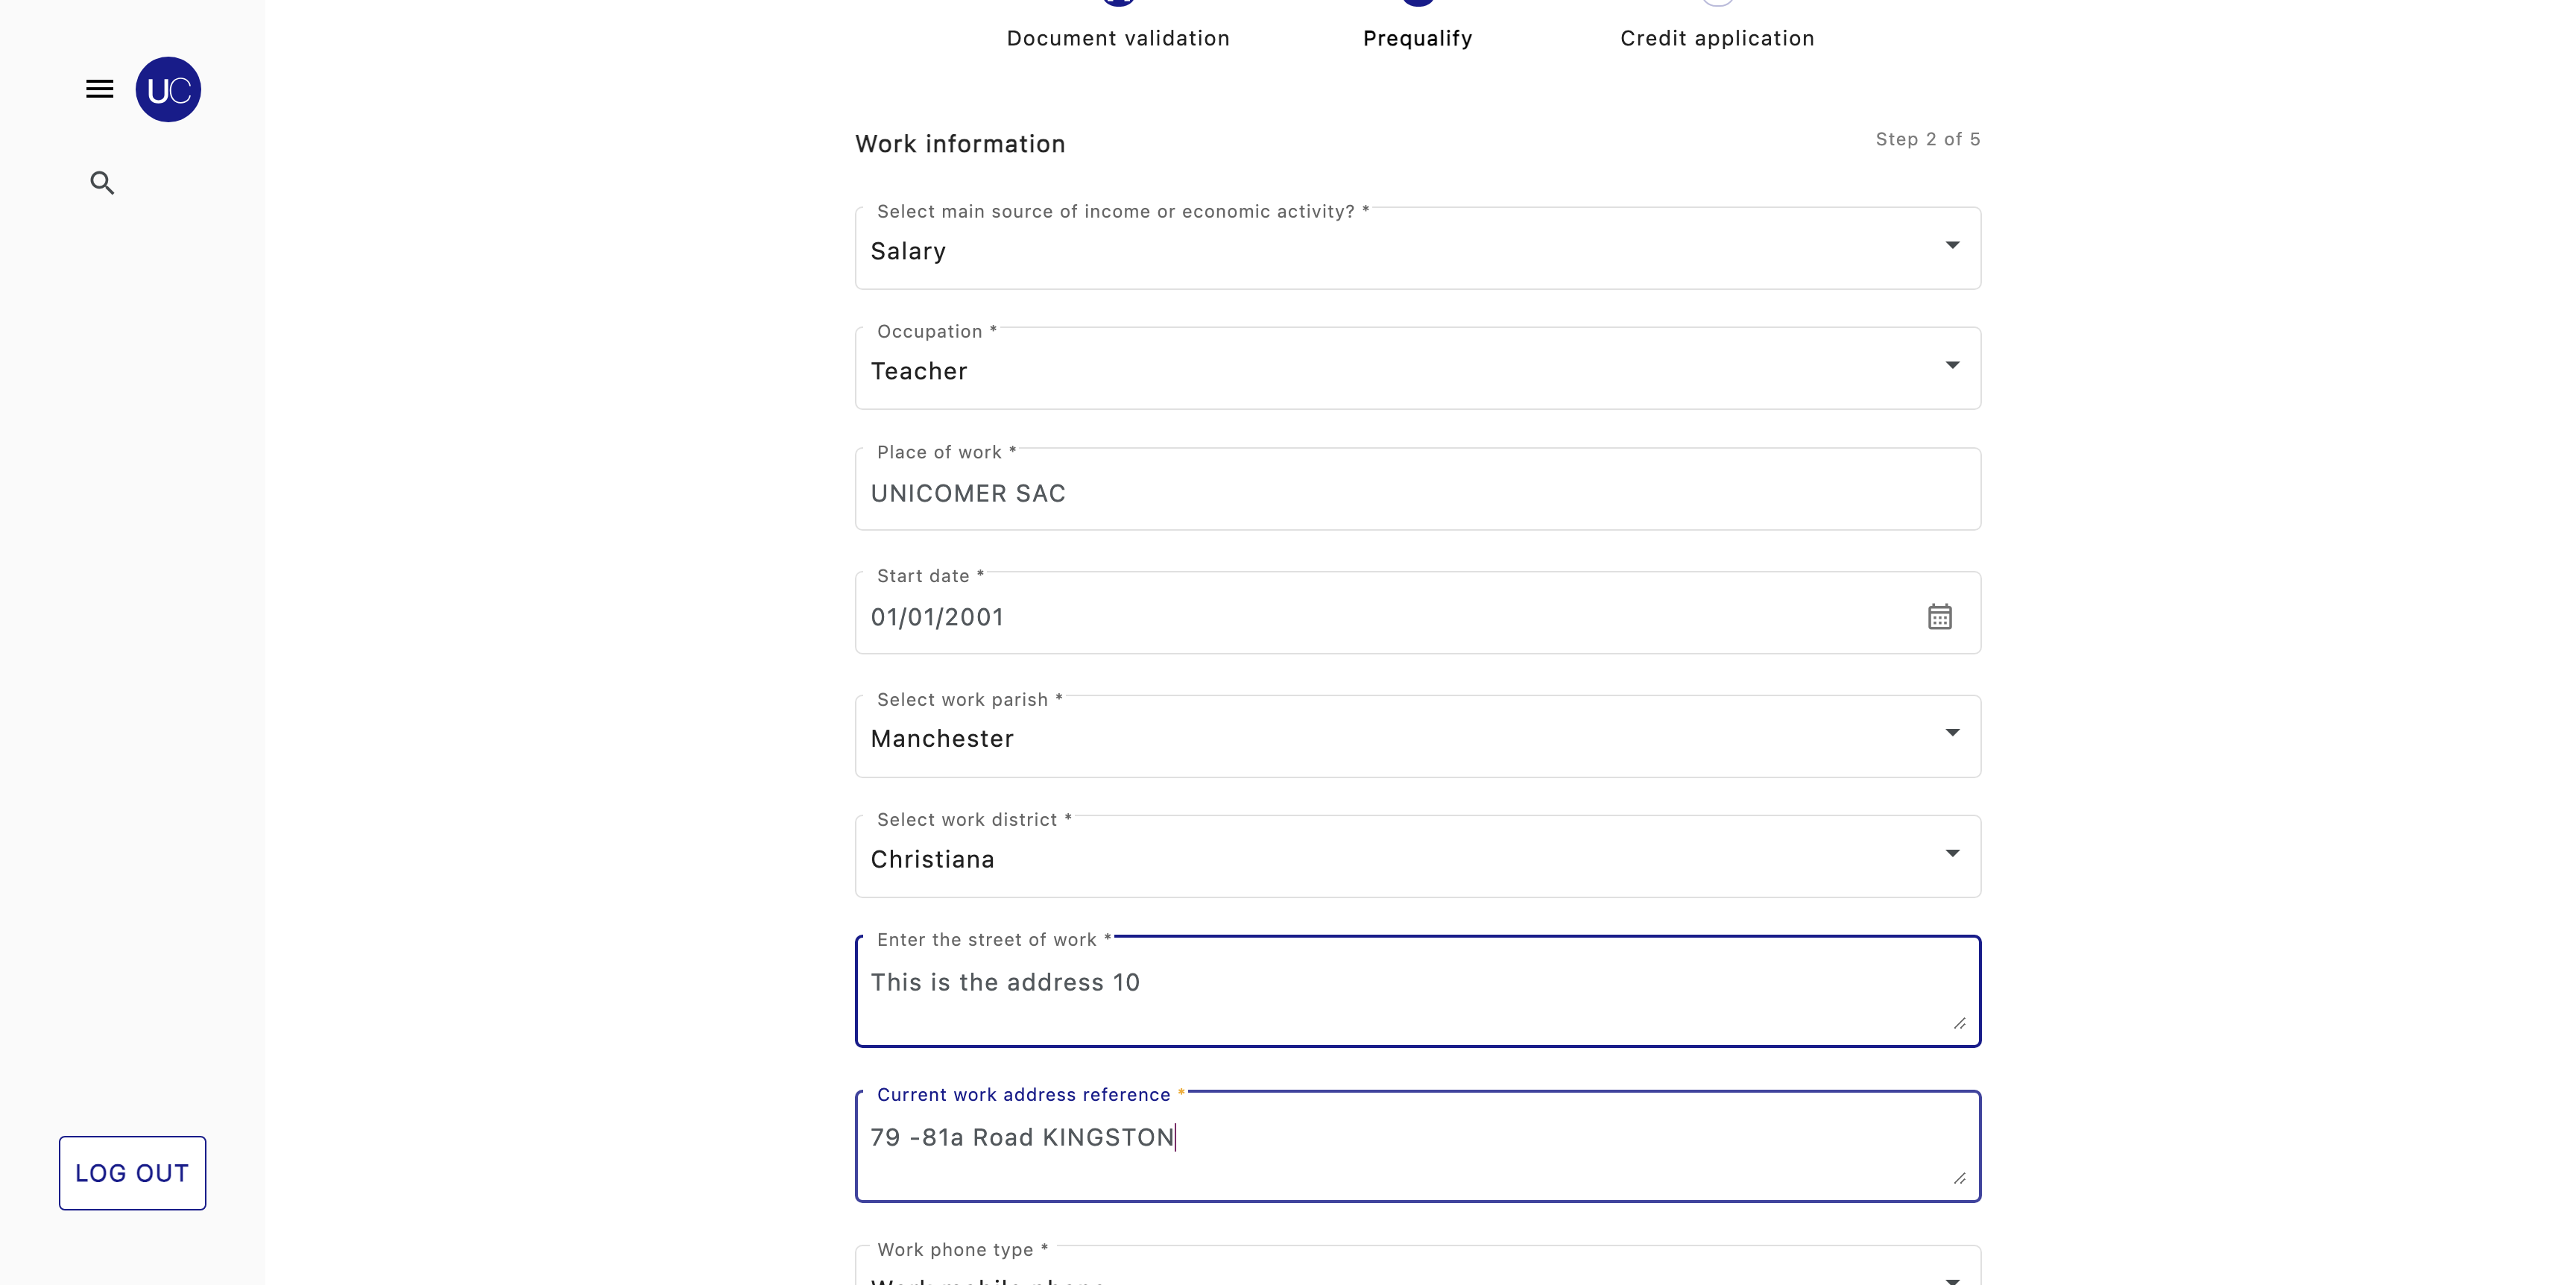 Document validation
Prequalify
Credit application
UC
Work information
Step 2 of 5
Select main source of income or economic activity? *
Salary
Occupation *
Teacher
Place of work *
UNICOMER SAC
Start date *
01/01/2001
Select work parish *
Manchester
Select work district *
Christiana
Enter the street of work *
This is the address 10
Current work address reference *
79 -81a Road KINGSTON
LOG OUT
Work phone type *
Work mobile phone